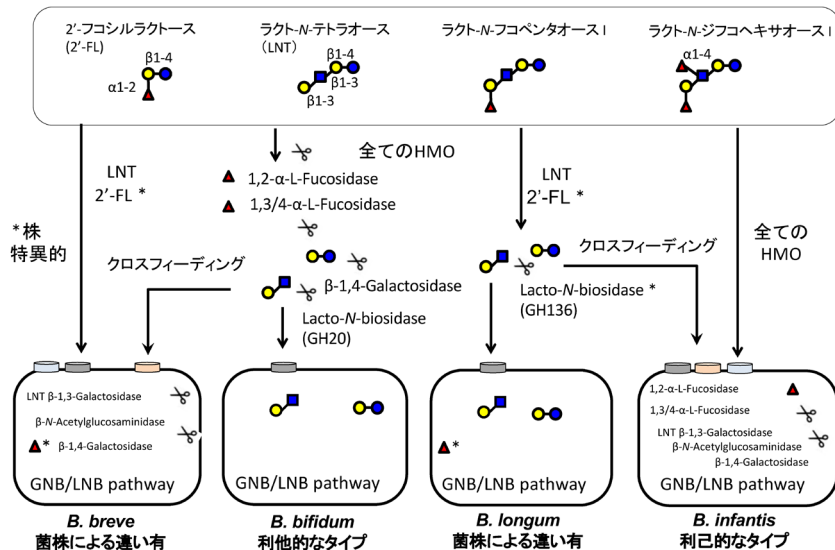 2’-フコシルラクトース
(2’-FL)
β1-4
α1-2
ラクト-N-テトラオース
(LNT)
β1-4
β1-3
β1-3
ラクト-N-フコペンタオース I
ラクト-N-ジフコヘキサオース I
α1-4
LNT
2’-FL *
*株
特異的
全てのHMO
1,2-α-L-Fucosidase
1,3/4-α-L-Fucosidase
β-1,4-Galactosidase
Lacto-N-biosidase
(GH20)
クロスフィーディング
LNT
2’-FL *
Lacto-N-biosidase *
(GH136)
クロスフィーディング
全ての
HMO
LNT β-1,3-Galactosidase
β-N-Acetylglucosaminidase
* β-1,4-Galactosidase
GNB/LNB pathway
B. breve
菌株による違い有
GNB/LNB pathway
B. bifidum
利他的なタイプ
*
GNB/LNB pathway
B. longum
菌株による違い有
1,2-α-L-Fucosidase
1,3/4-α-L-Fucosidase
LNT β-1,3-Galactosidase
β-N-Acetylglucosaminidase
β-1,4-Galactosidase
GNB/LNB pathway
B. infantis
利己的なタイプ